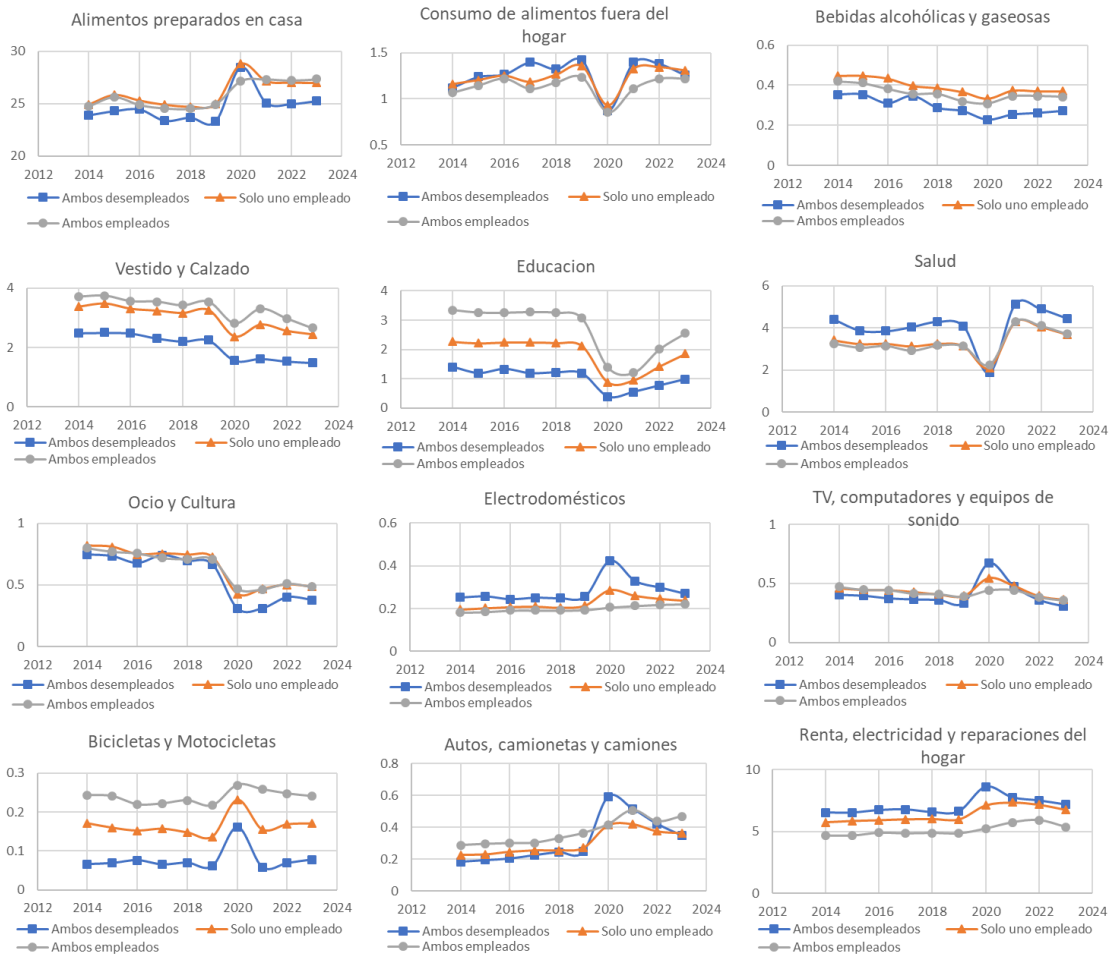 Alimentos preparados en casa
30
25
20
2012 2014 2016 2018 2020 2022 2024
Ambos desempleados Solo uno empleado
Ambos empleados
Consumo de alimentos fuera del
hogar
1.5
1
0.5
2012 2014 2016 2018 2020 2022 2024
Ambos desempleados Solo uno empleado
Ambos empleados
Bebidas alcohólicas y gaseosas
0.6
0.4
0.2
0
2012 2014 2016 2018 2020 2022 2024
Ambos desempleados Solo uno empleado
Ambos empleados
Vestido y Calzado
4
2
0
2012 2014 2016 2018 2020 2022 2024
Ambos desempleados Solo uno empleado
Ambos empleados
Educacion
4
3
2
1
0
2012 2014 2016 2018 2020 2022 2024
Ambos desempleados Solo uno empleado
Ambos empleados
Salud
6
4
2
0
2012 2014 2016 2018 2020 2022 2024
Ambos desempleados Solo uno empleado
Ambos empleados
Ocio y Cultura
1
0.5
0
2012 2014 2016 2018 2020 2022 2024
Ambos desempleados Solo uno empleado
Ambos empleados
Electrodomésticos
0.6
0.4
0.2
0
2012 2014 2016 2018 2020 2022 2024
Ambos desempleados Solo uno empleado
Ambos empleados
TV, computadores y equipos de
sonido
1
0.5
0
2012 2014 2016 2018 2020 2022 2024
Ambos desempleados Solo uno empleado
Ambos empleados
Bicicletas y Motocicletas
0.3
0.2
0.1
0
2012 2014 2016 2018 2020 2022 2024
Ambos desempleados Solo uno empleado
Ambos empleados
Autos, camionetas y camiones
0.8
0.6
0.4
0.2
0
2012 2014 2016 2018 2020 2022 2024
Ambos desempleados Solo uno empleado
Ambos empleados
Renta, electricidad y reparaciones del
hogar
10
5
0
2012 2014 2016 2018 2020 2022 2024
Ambos desempleados Solo uno empleado
Ambos empleados